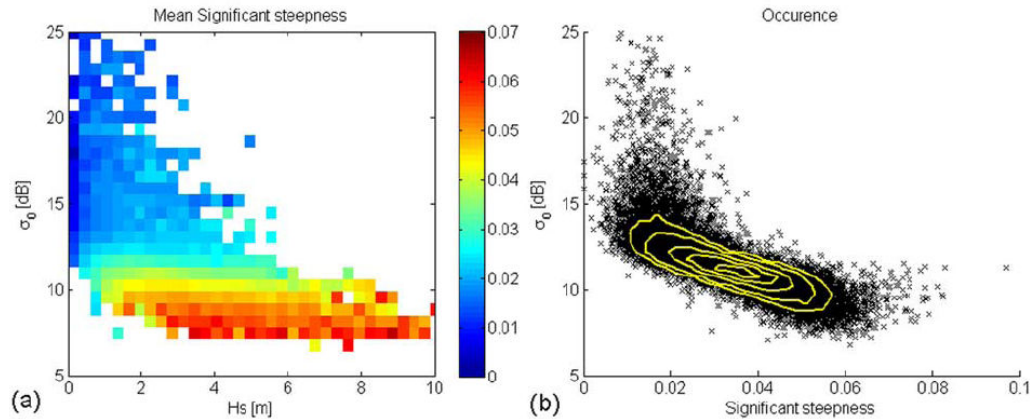 Mean Significant steepness
25
20
15
10
5
σ0 [dB]
0 2 4 6 8 10
Hs [m]
(a)
0.07
0.06
0.05
0.04
0.03
0.02
0.01
0
Occurence
25
20
15
10
5
σ0 [dB]
0 0.02 0.04 0.06 0.08 0.1
Significant steepness
(b)